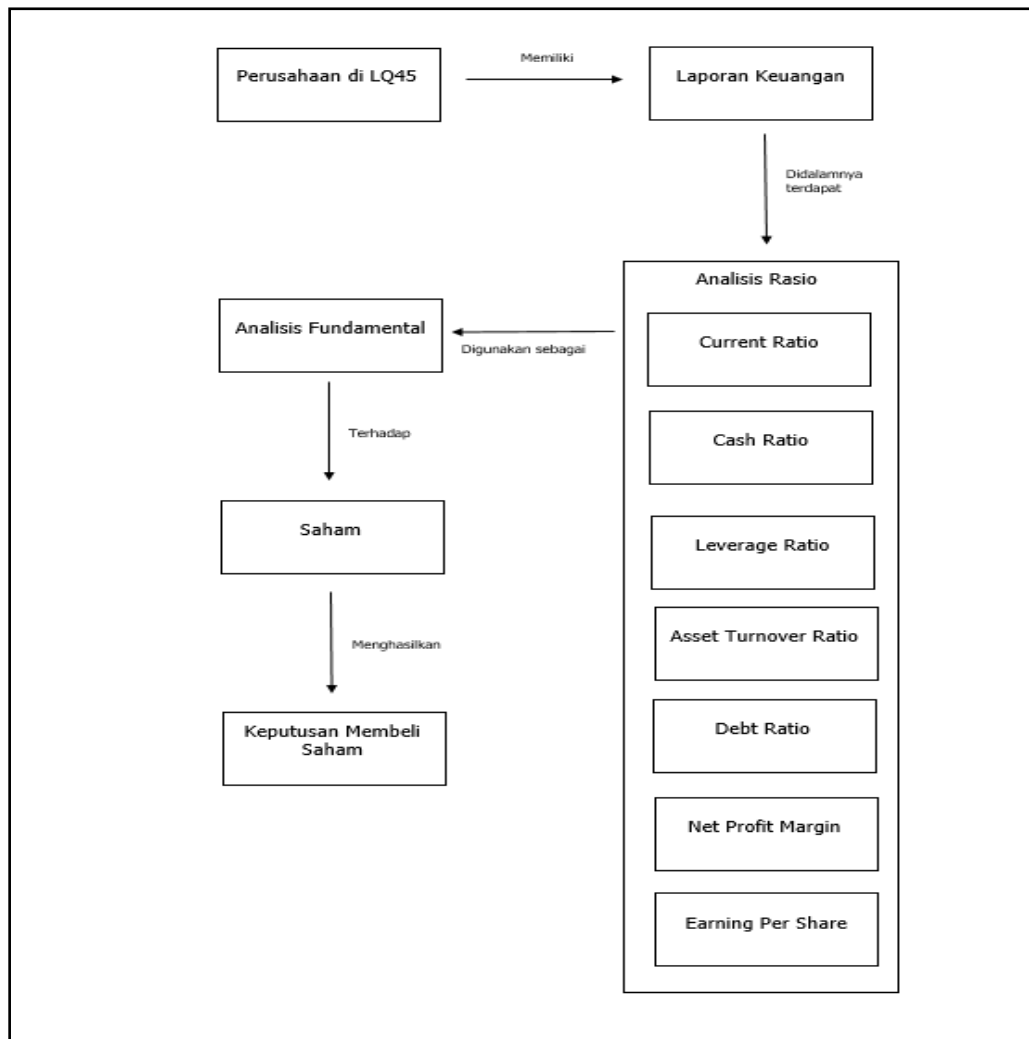 Perusahaan di LQ45
Memiliki
Laporan Keuangan
Didalamnya
terdapat
Analisis Rasio
Current Ratio
Cash Ratio
Leverage Ratio
Asset Turnover Ratio
Debt Ratio
Net Profit Margin
Earning Per Share
Digunakan sebagai
Analisis Fundamental
Terhadap
Saham
Menghasilkan
Keputusan Membeli
Saham